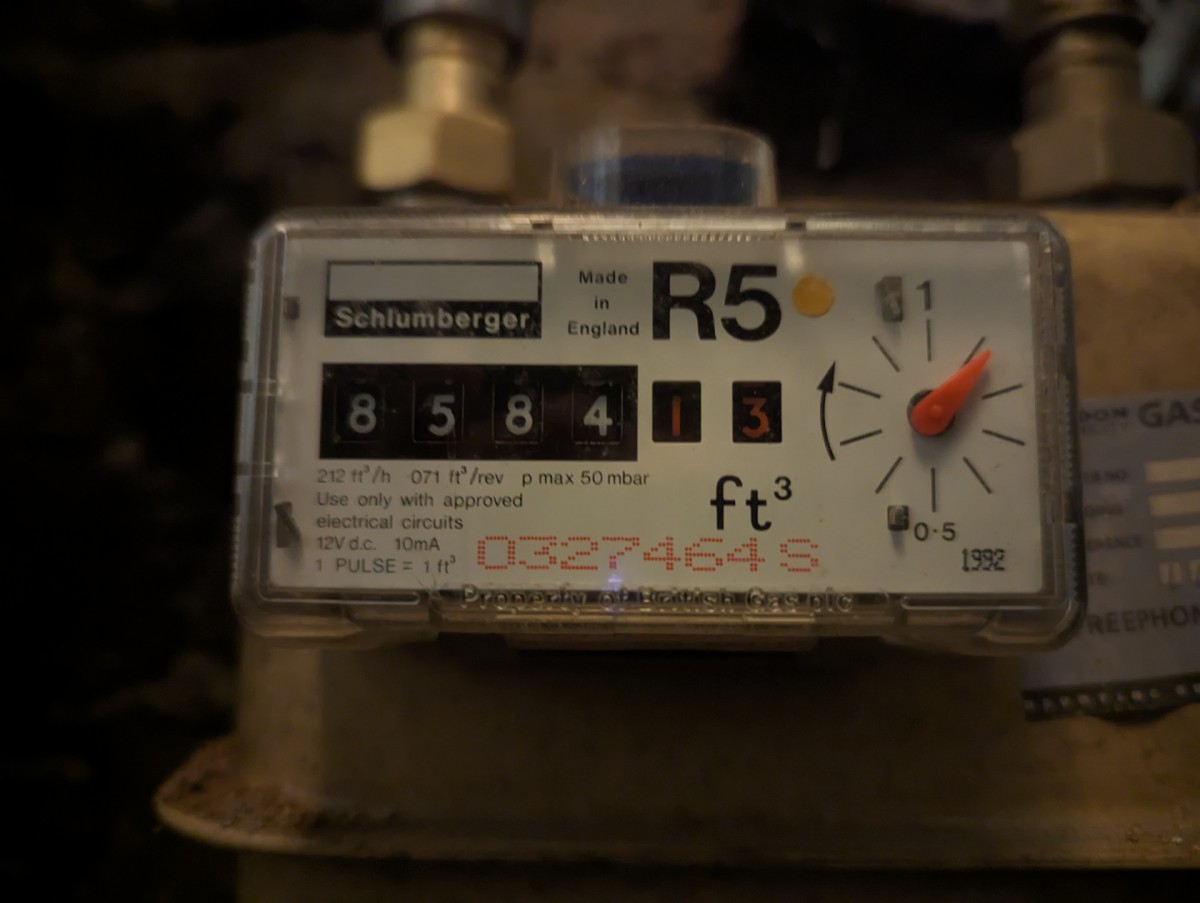 Made
in
England
R5
1
Schlumberger
8 5 8 4 1 3
212 ft³/h ·071 ft³/rev p max 50 mbar
Use only with approved
electrical circuits
12V d.c. 10mA
1 PULSE = 1 ft³
ft³
0327464 S
0·5
1992
Property of British Gas plc
GAS